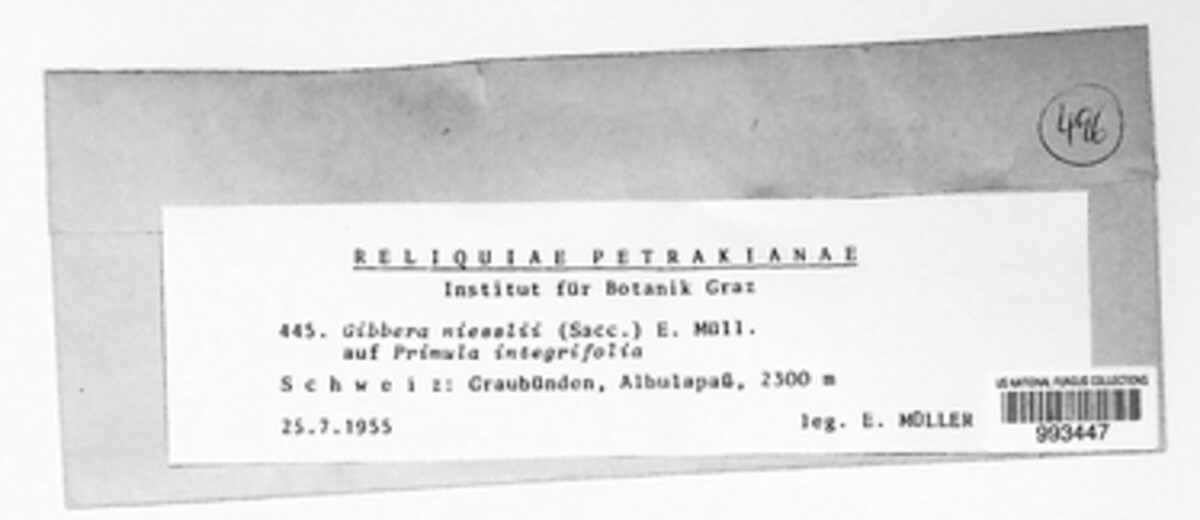 496
RELIQUIAE PETRAKIANAE
Institut für Botanik Graz
445. Gibbera niesslii (Sacc.) E. Müll.
auf Primula integrifolia
Schweiz: Graubünden, Albulapaß, 2300 m
25.7.1955
leg. E. MÜLLER
US NATIONAL FUNGUS COLLECTIONS
993447